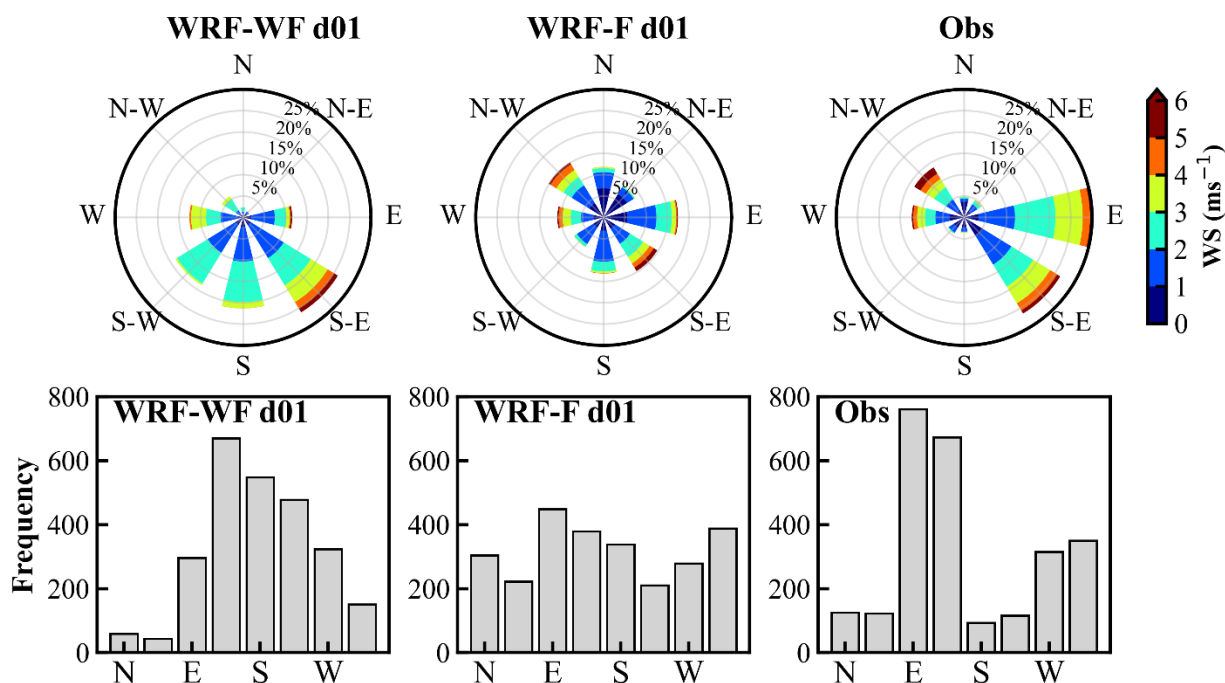 WRF-WF d01
N
N-W
N-E
25%
20%
15%
10%
5%
W
E
S-W
S-E
S
WRF-F d01
N
N-W
N-E
25%
20%
15%
10%
5%
W
E
S-W
S-E
S
Obs
N
N-W
N-E
25%
20%
15%
10%
5%
W
E
S-W
S-E
S
6
5
4
3
2
1
0
WS (ms⁻¹)
Frequency
800
600
400
200
0
WRF-WF d01
N E S W
800
600
400
200
0
WRF-F d01
N E S W
800
600
400
200
0
Obs
N E S W